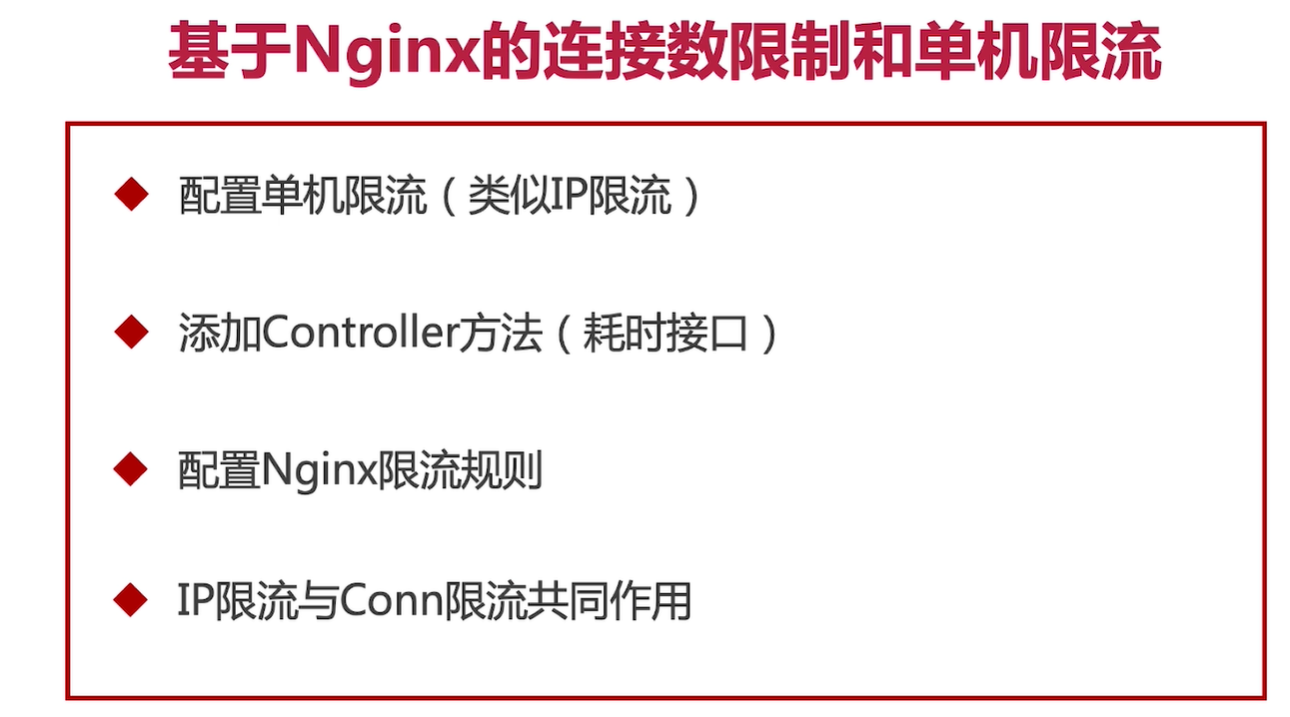 基于Nginx的连接数限制和单机限流
配置单机限流（类似IP限流）
添加Controller方法（耗时接口）
配置Nginx限流规则
IP限流与Conn限流共同作用